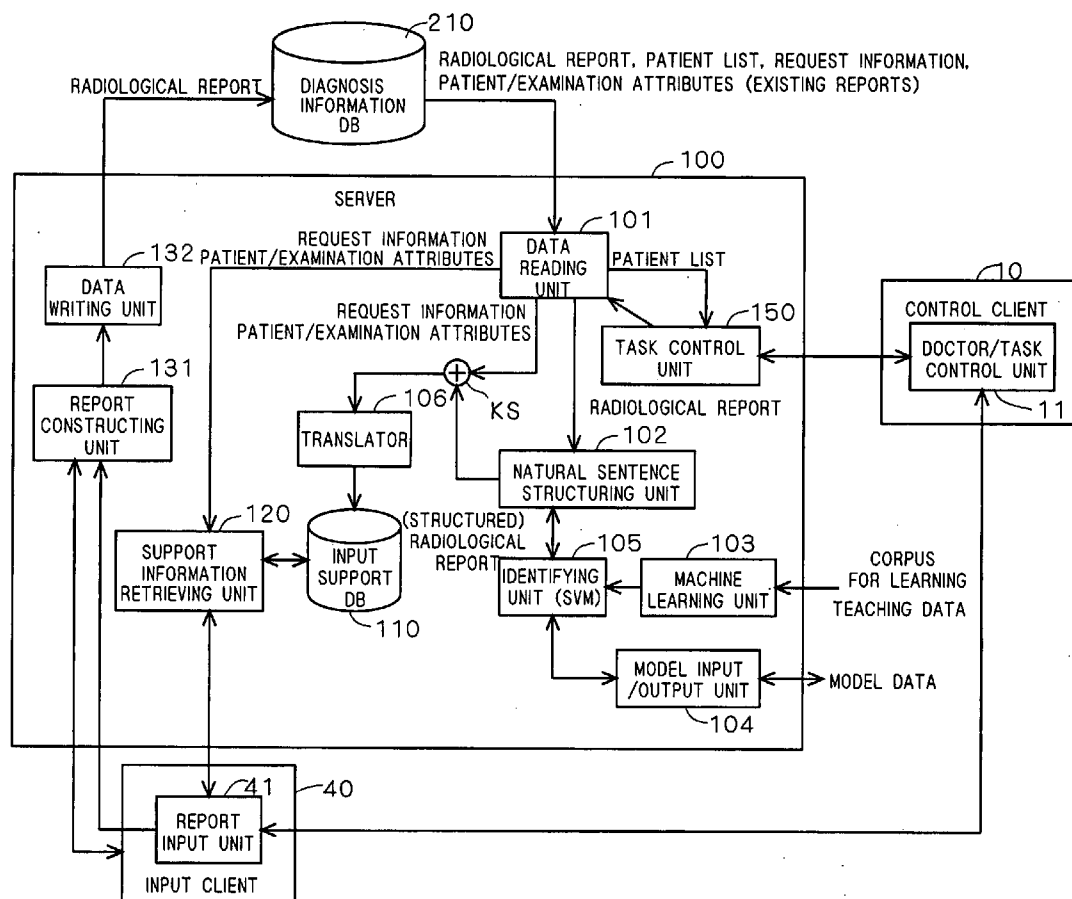 210
RADIOLOGICAL REPORT, PATIENT LIST, REQUEST INFORMATION,
PATIENT/EXAMINATION ATTRIBUTES (EXISTING REPORTS)
RADIOLOGICAL REPORT
DIAGNOSIS
INFORMATION
DB
100
SERVER
101
REQUEST INFORMATION
PATIENT/EXAMINATION ATTRIBUTES
DATA
READING
UNIT
PATIENT LIST
132
DATA
WRITING UNIT
REQUEST INFORMATION
PATIENT/EXAMINATION ATTRIBUTES
150
TASK CONTROL
UNIT
10
CONTROL CLIENT
DOCTOR/TASK
CONTROL UNIT
11
131
REPORT
CONSTRUCTING
UNIT
106
KS
TRANSLATOR
RADIOLOGICAL REPORT
102
NATURAL SENTENCE
STRUCTURING UNIT
120
SUPPORT
INFORMATION
RETRIEVING UNIT
INPUT
SUPPORT
DB
110
(STRUCTURED)
RADIOLOGICAL
REPORT
105
IDENTIFYING
UNIT (SVM)
103
MACHINE
LEARNING UNIT
CORPUS
FOR LEARNING
TEACHING DATA
MODEL INPUT
/OUTPUT UNIT
104
MODEL DATA
41
40
REPORT
INPUT UNIT
INPUT CLIENT